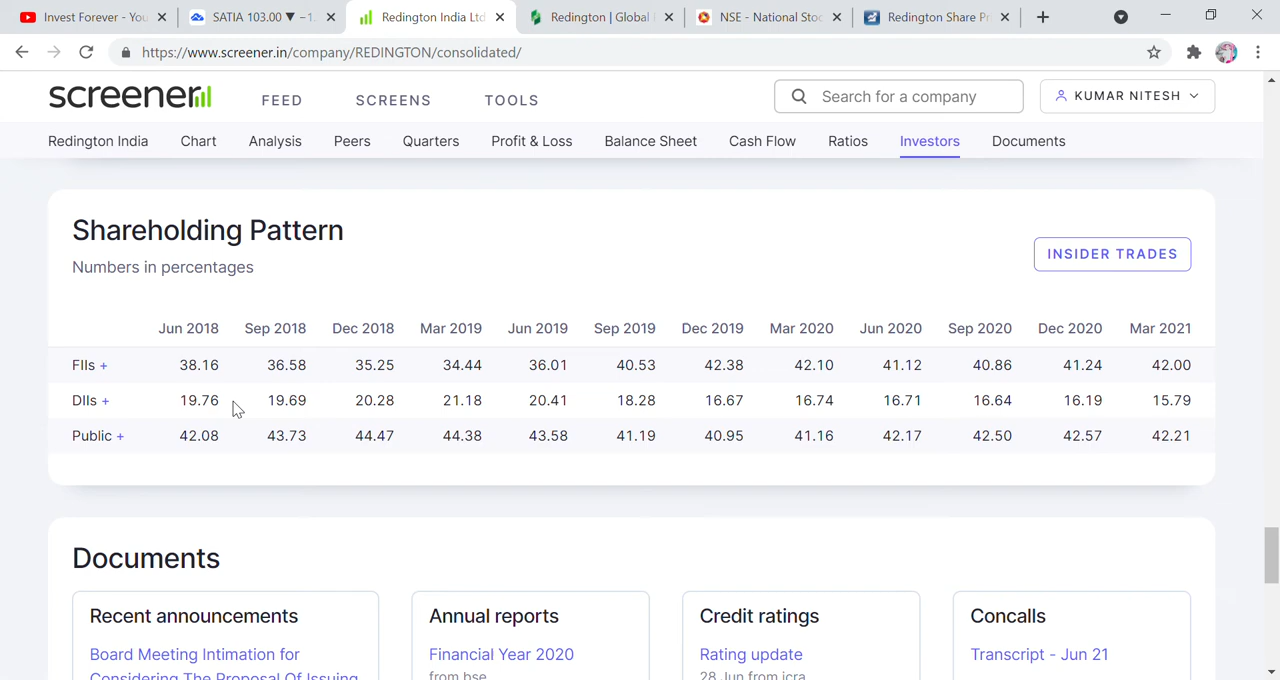 Invest Forever - You
SATIA 103.00 ▼ −1.
Redington India Ltd
Redington | Global
NSE - National Stoc
Redington Share Pri
https://www.screener.in/company/REDINGTON/consolidated/
screener
FEED
SCREENS
TOOLS
Search for a company
KUMAR NITESH
Redington India Chart Analysis Peers Quarters Profit & Loss Balance Sheet Cash Flow Ratios Investors Documents
Shareholding Pattern
Numbers in percentages
INSIDER TRADES
Jun 2018 Sep 2018 Dec 2018 Mar 2019 Jun 2019 Sep 2019 Dec 2019 Mar 2020 Jun 2020 Sep 2020 Dec 2020 Mar 2021
FIIs + 38.16 36.58 35.25 34.44 36.01 40.53 42.38 42.10 41.12 40.86 41.24 42.00
DIIs + 19.76 19.69 20.28 21.18 20.41 18.28 16.67 16.74 16.71 16.64 16.19 15.79
Public + 42.08 43.73 44.47 44.38 43.58 41.19 40.95 41.16 42.17 42.50 42.57 42.21
Documents
Recent announcements
Board Meeting Intimation for
Considering The Proposal Of Issuing
Annual reports
Financial Year 2020
from bse
Credit ratings
Rating update
28 Jun from icra
Concalls
Transcript - Jun 21